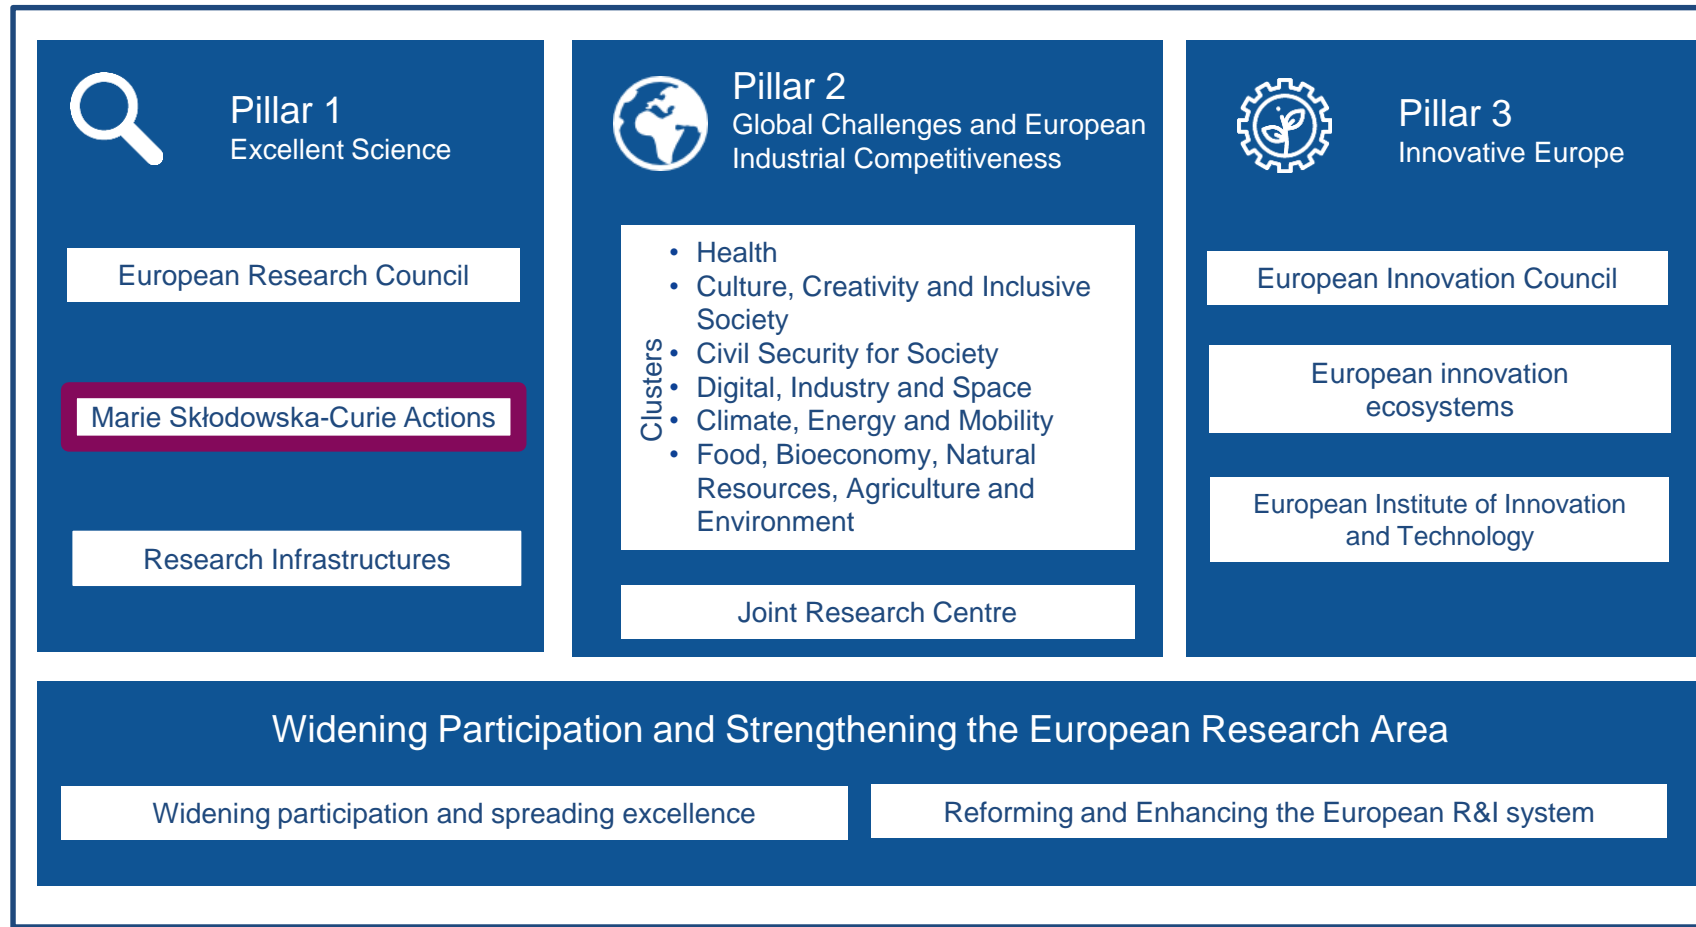 Pillar 1
Excellent Science
European Research Council
Marie Skłodowska-Curie Actions
Research Infrastructures
Pillar 2
Global Challenges and European
Industrial Competitiveness
Clusters
• Health
• Culture, Creativity and Inclusive
Society
• Civil Security for Society
• Digital, Industry and Space
• Climate, Energy and Mobility
• Food, Bioeconomy, Natural
Resources, Agriculture and
Environment
Joint Research Centre
Pillar 3
Innovative Europe
European Innovation Council
European innovation
ecosystems
European Institute of Innovation
and Technology
Widening Participation and Strengthening the European Research Area
Widening participation and spreading excellence
Reforming and Enhancing the European R&I system